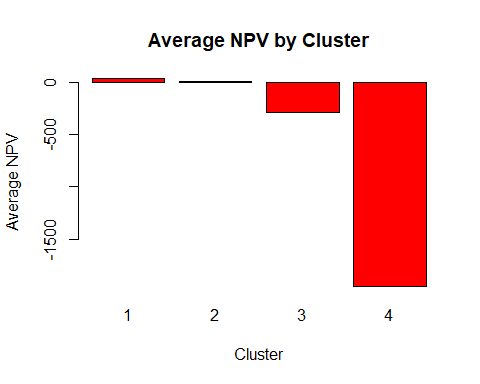 Average NPV by Cluster
Average NPV
0
-500
-1500
1 2 3 4
Cluster